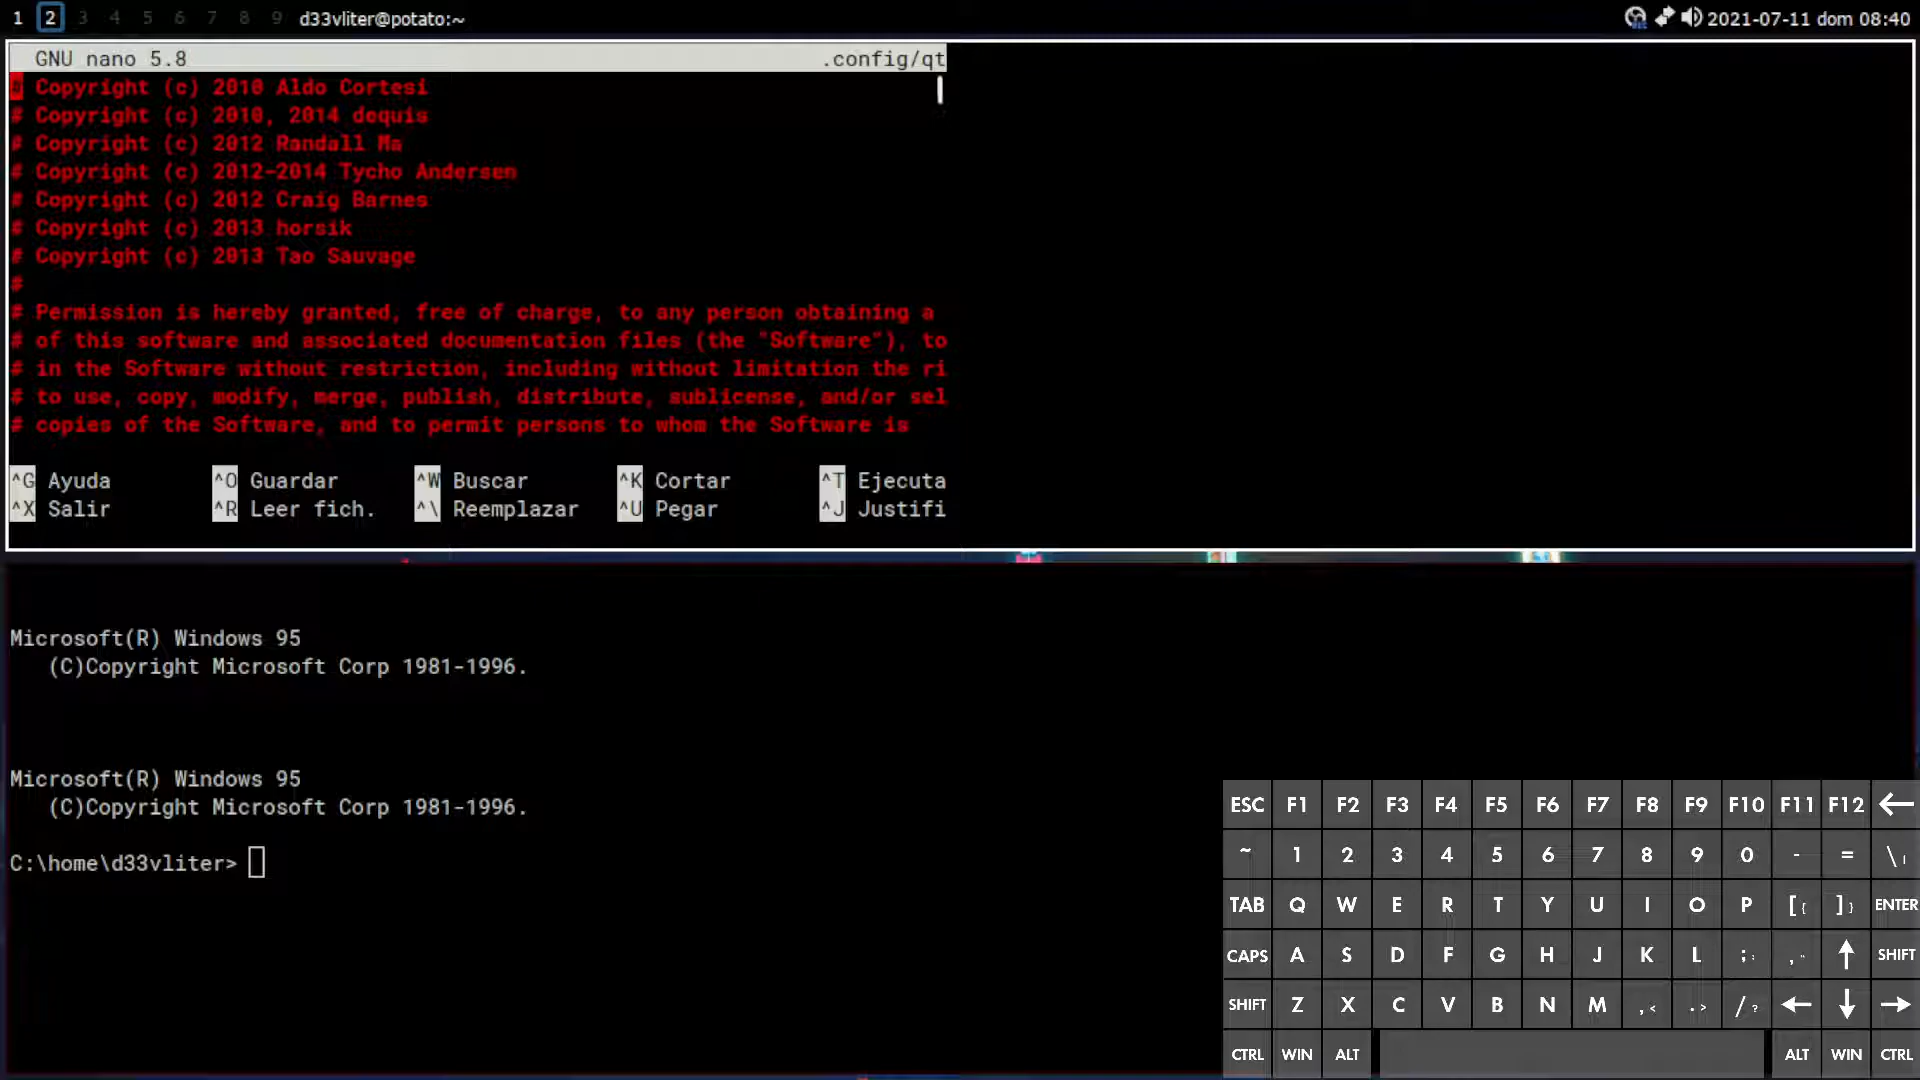 1 2 3 4 5 6 7 8 9 d33vliter@potato:~ 2021-07-11 dom 08:40
GNU nano 5.8 .config/qt
# Copyright (c) 2010 Aldo Cortesi
# Copyright (c) 2010, 2014 dequis
# Copyright (c) 2012 Randall Ma
# Copyright (c) 2012-2014 Tycho Andersen
# Copyright (c) 2012 Craig Barnes
# Copyright (c) 2013 horsik
# Copyright (c) 2013 Tao Sauvage
#
# Permission is hereby granted, free of charge, to any person obtaining a
# of this software and associated documentation files (the "Software"), to
# in the Software without restriction, including without limitation the ri
# to use, copy, modify, merge, publish, distribute, sublicense, and/or sel
# copies of the Software, and to permit persons to whom the Software is
^G Ayuda ^O Guardar ^W Buscar ^K Cortar ^T Ejecuta
^X Salir ^R Leer fich. ^\ Reemplazar ^U Pegar ^J Justifi
Microsoft(R) Windows 95
(C)Copyright Microsoft Corp 1981-1996.
Microsoft(R) Windows 95
(C)Copyright Microsoft Corp 1981-1996.
C:\home\d33vliter>
ESC F1 F2 F3 F4 F5 F6 F7 F8 F9 F10 F11 F12 ←
~ 1 2 3 4 5 6 7 8 9 0 - = \ |
TAB Q W E R T Y U I O P [ { ] } ENTER
CAPS A S D F G H J K L ; : , " ↑ SHIFT
SHIFT Z X C V B N M , < . > / ? ← ↓ →
CTRL WIN ALT ALT WIN CTRL